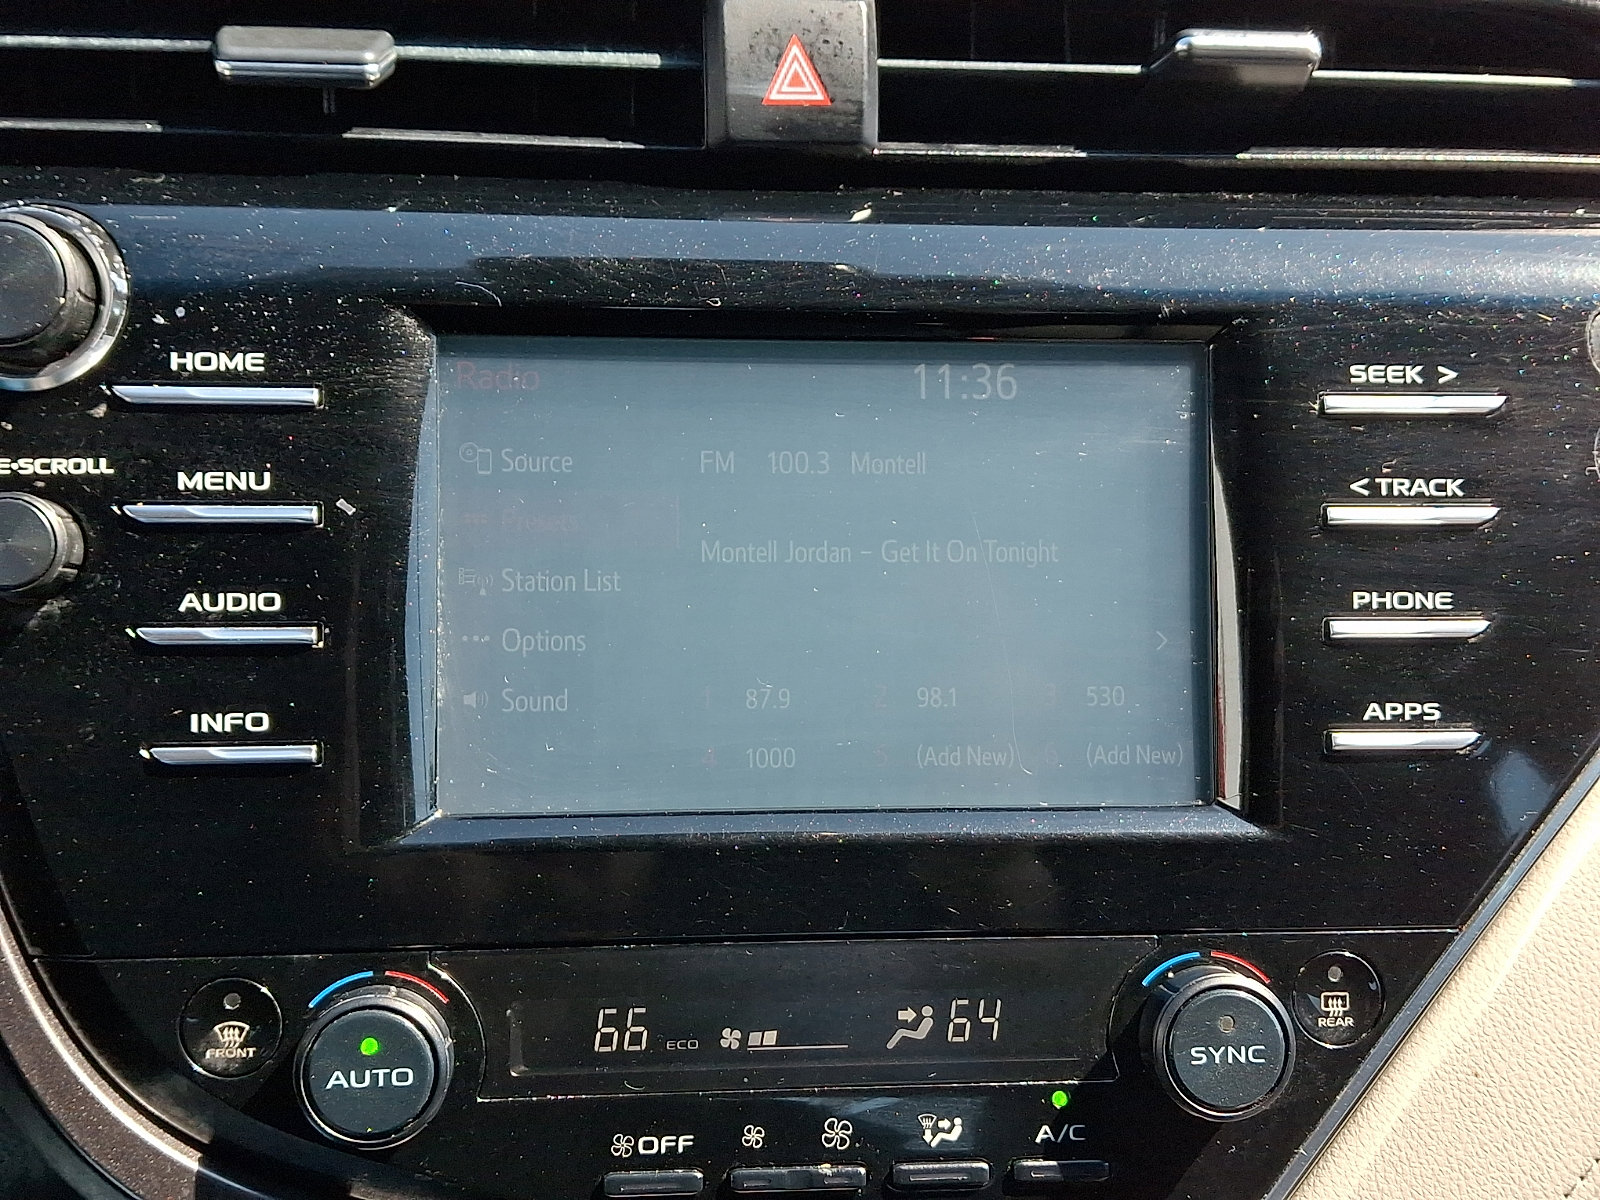 HOME
MENU
E·SCROLL
AUDIO
INFO
Radio
11:36
Source
FM 100.3 Montell
Presets
Montell Jordan – Get It On Tonight
Station List
Options
>
Sound
1 87.9 2 98.1 3 530
4 1000 5 (Add New) 6 (Add New)
SEEK >
< TRACK
PHONE
APPS
FRONT
AUTO
66 ECO
64
SYNC
REAR
OFF
A/C